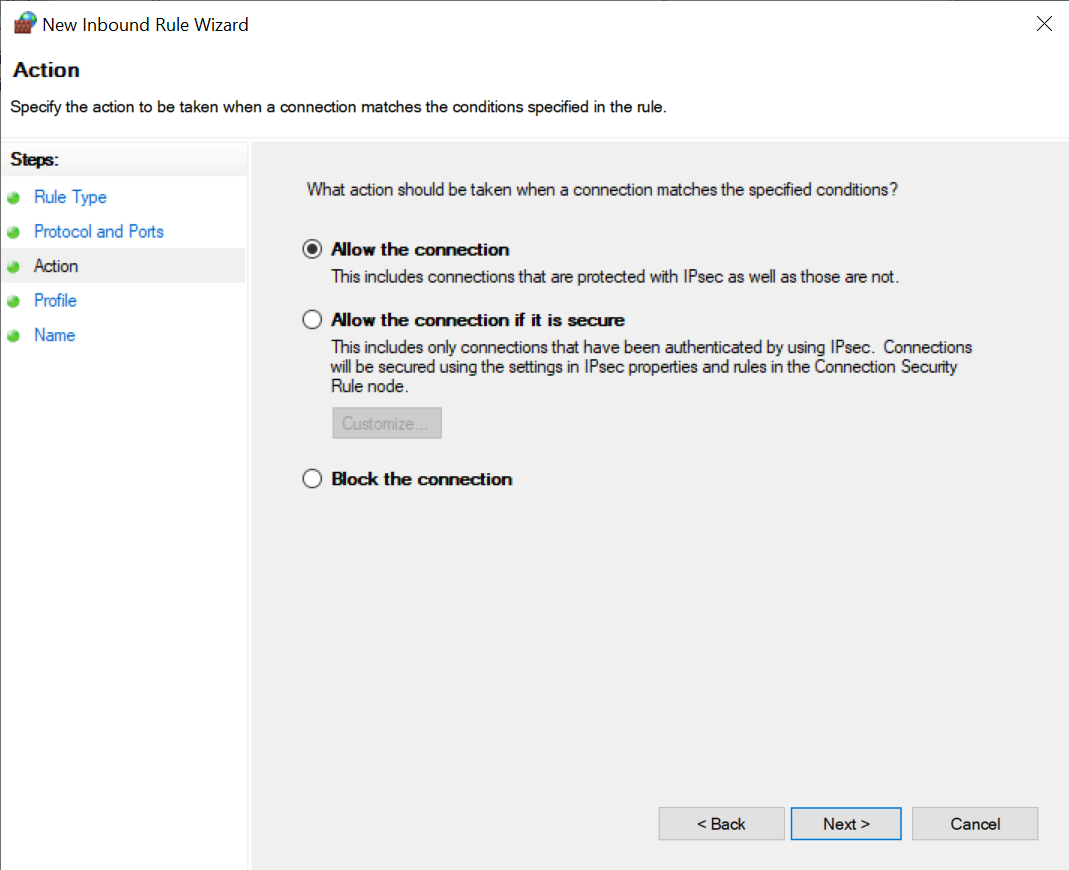 New Inbound Rule Wizard
Action
Specify the action to be taken when a connection matches the conditions specified in the rule.
Steps:
Rule Type
Protocol and Ports
Action
Profile
Name
What action should be taken when a connection matches the specified conditions?
Allow the connection
This includes connections that are protected with IPsec as well as those are not.
Allow the connection if it is secure
This includes only connections that have been authenticated by using IPsec.  Connections
will be secured using the settings in IPsec properties and rules in the Connection Security
Rule node.
Customize...
Block the connection
< Back
Next >
Cancel